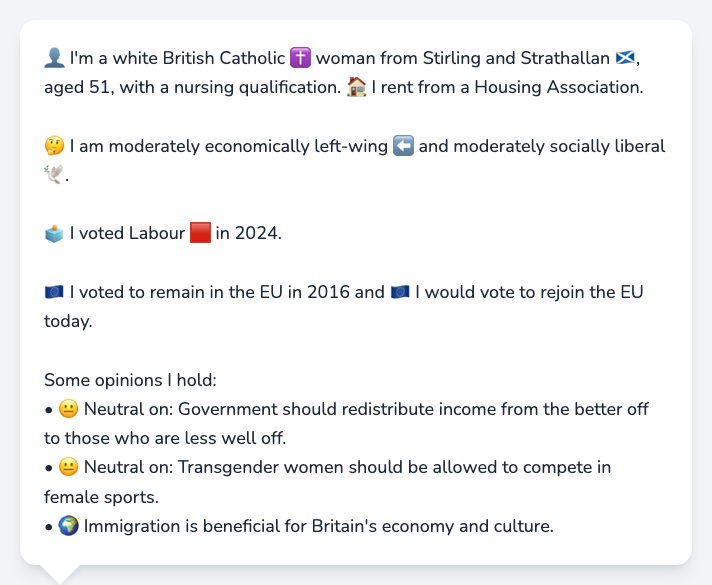 👤 I'm a white British Catholic ✝️ woman from Stirling and Strathallan 🏴󠁧󠁢󠁳󠁣󠁴󠁿,
aged 51, with a nursing qualification. 🏠 I rent from a Housing Association.
🤔 I am moderately economically left-wing ⬅️ and moderately socially liberal
🕊️.
🗳️ I voted Labour 🟥 in 2024.
🇪🇺 I voted to remain in the EU in 2016 and 🇪🇺 I would vote to rejoin the EU
today.
Some opinions I hold:
• 😐 Neutral on: Government should redistribute income from the better off
to those who are less well off.
• 😐 Neutral on: Transgender women should be allowed to compete in
female sports.
• 🌍 Immigration is beneficial for Britain's economy and culture.